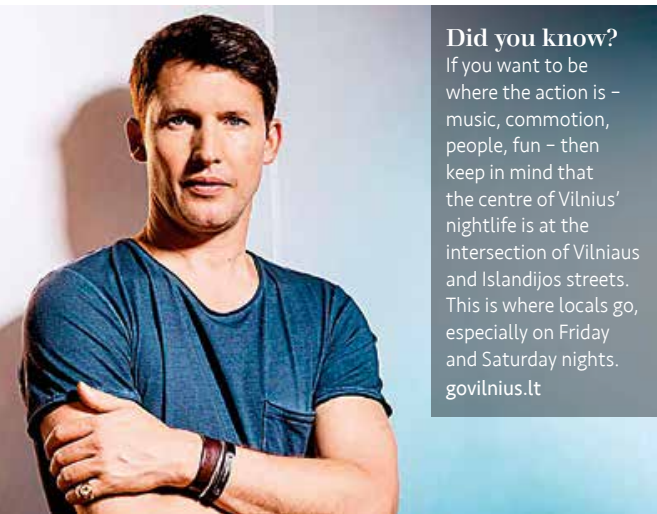 Did you know?
If you want to be
where the action is –
music, commotion,
people, fun – then
keep in mind that
the centre of Vilnius’
nightlife is at the
intersection of Vilniaus
and Islandijos streets.
This is where locals go,
especially on Friday
and Saturday nights.
govilnius.lt